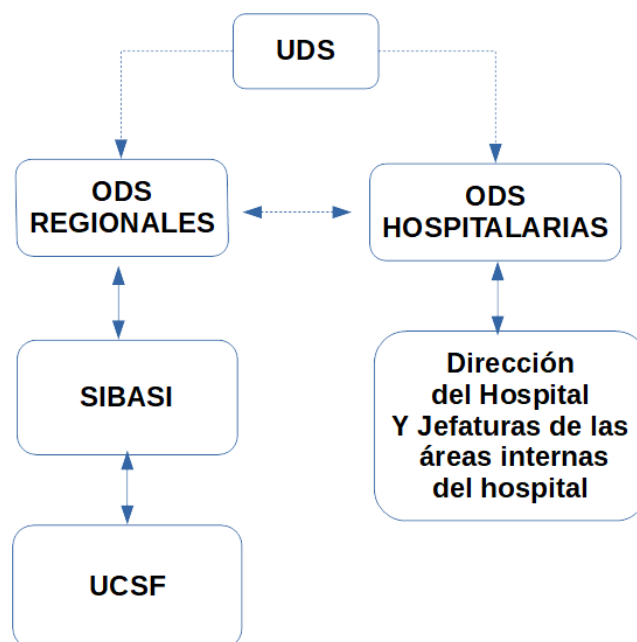 UDS
ODS
REGIONALES
ODS
HOSPITALARIAS
SIBASI
Dirección
del Hospital
Y Jefaturas de las
áreas internas
del hospital
UCSF